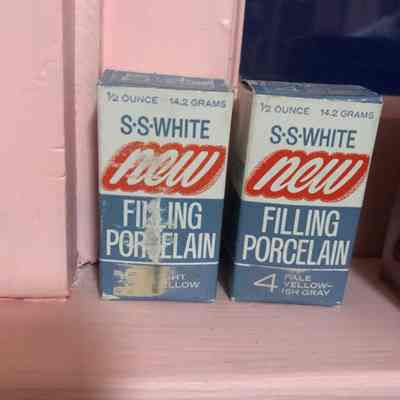 ½ OUNCE 14.2 GRAMS
S·S·WHITE
new
FILLING
PORCELAIN
½ OUNCE 14.2 GRAMS
S·S·WHITE
new
FILLING
PORCELAIN
4 PALE
YELLOW-
ISH GRAY